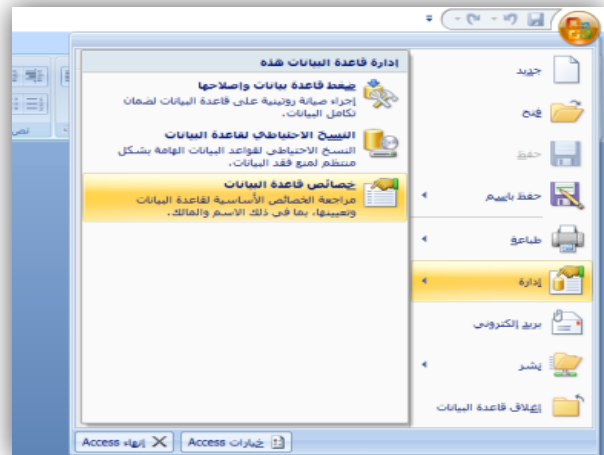 جديد
فتح
حفظ
حفظ باسم
طباعة
إدارة
بريد إلكتروني
نشر
إغلاق قاعدة البيانات
إدارة قاعدة البيانات هذه
ضغط قاعدة بيانات وإصلاحها
إجراء صيانة روتينية على قاعدة البيانات لضمان
تكامل البيانات.
النسخ الاحتياطي لقاعدة البيانات
النسخ الاحتياطي لقواعد البيانات الهامة بشكل
منتظم لمنع فقد البيانات.
خصائص قاعدة البيانات
مراجعة الخصائص الأساسية لقاعدة البيانات
وتعيينها، بما في ذلك الاسم والمالك.
نص
خيارات Access
إنهاء Access